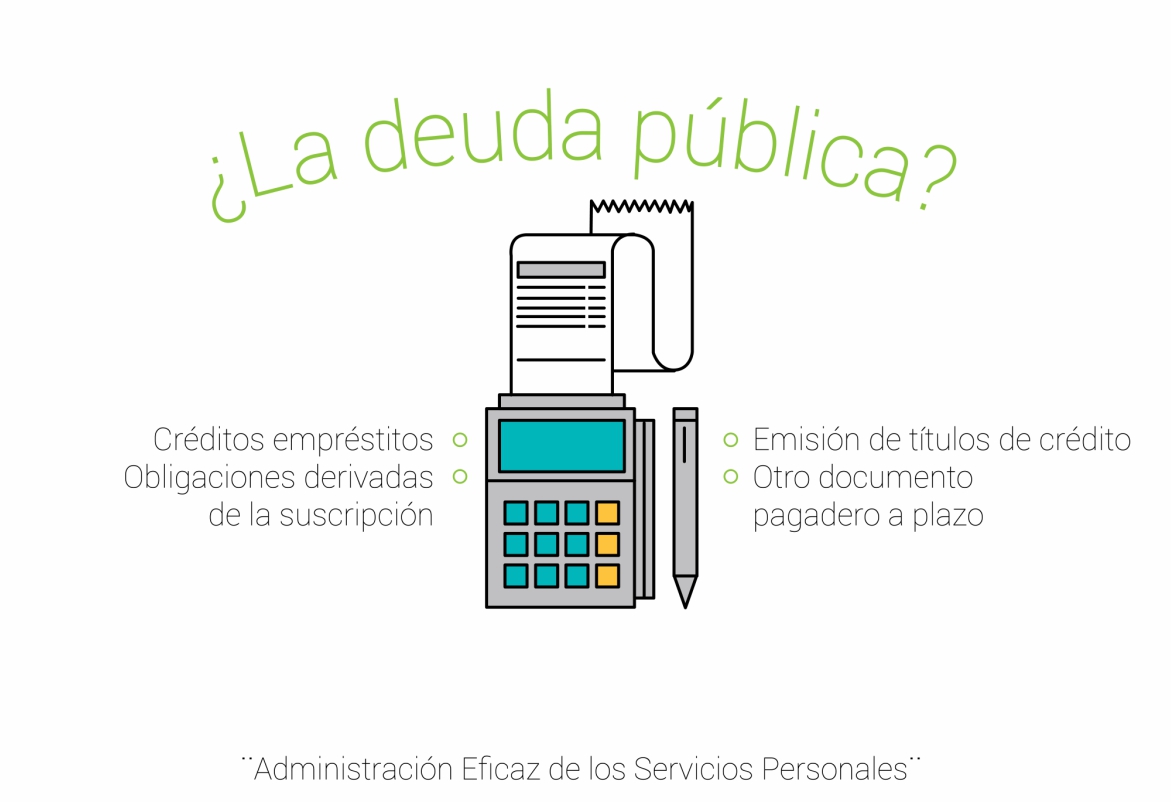 ¿La deuda pública?
Créditos empréstitos
Obligaciones derivadas
de la suscripción
Emisión de títulos de crédito
Otro documento
pagadero a plazo
¨Administración Eficaz de los Servicios Personales¨